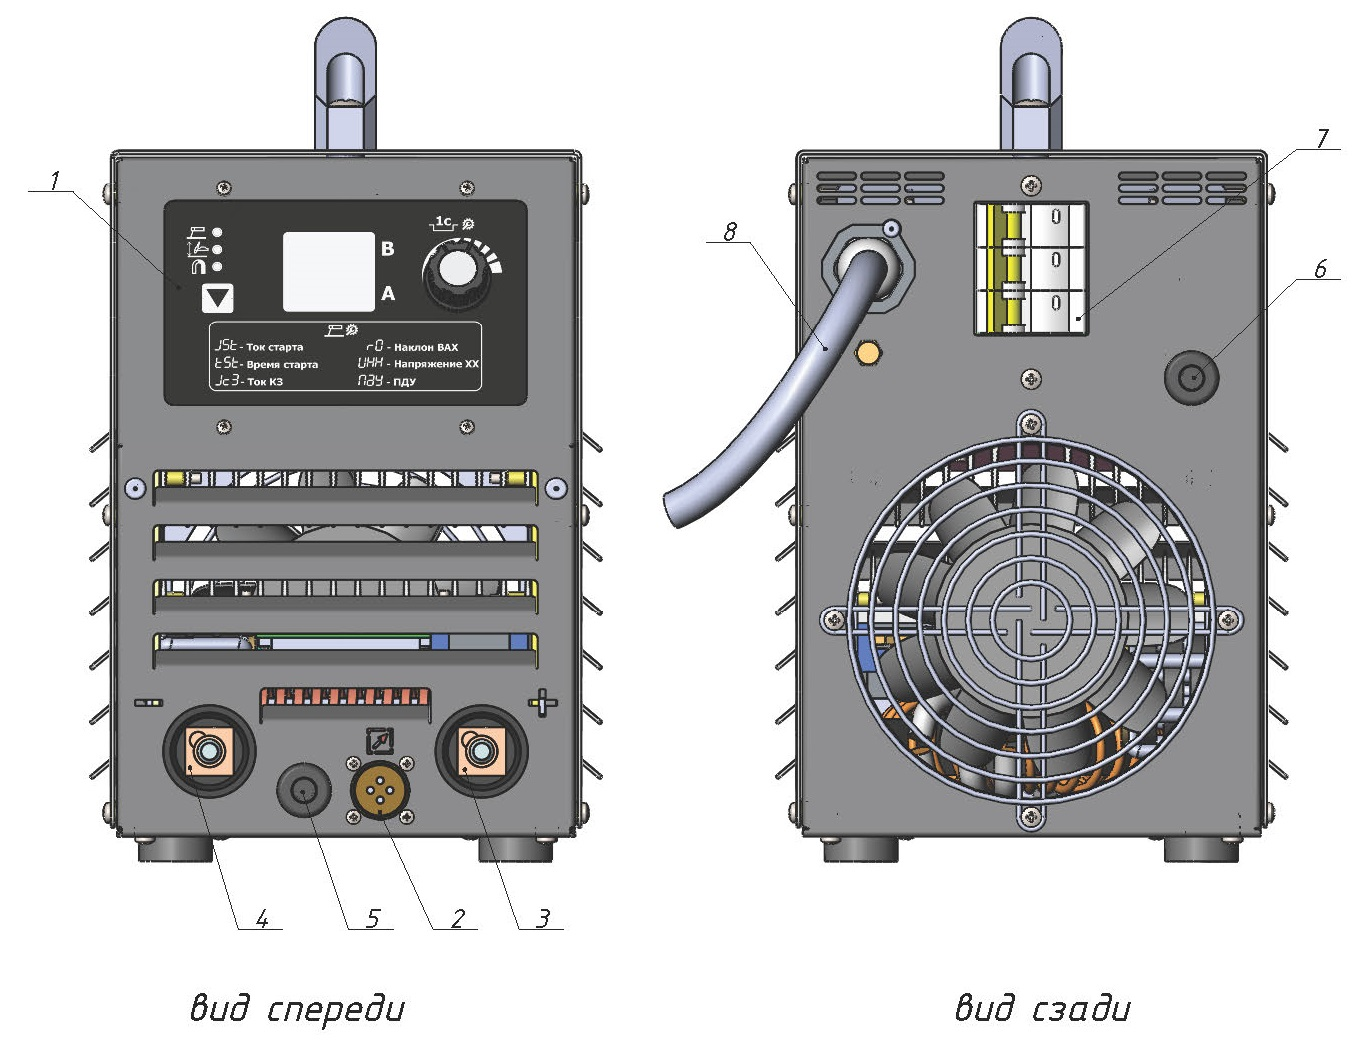 1
1c
В
А
JSt - Ток старта
tSt - Время старта
Jc3 - Ток КЗ
rO - Наклон ВАХ
UHH - Напряжение ХХ
ПДУ - ПДУ
4
5
2
3
вид спереди
7
8
6
0
0
0
вид сзади